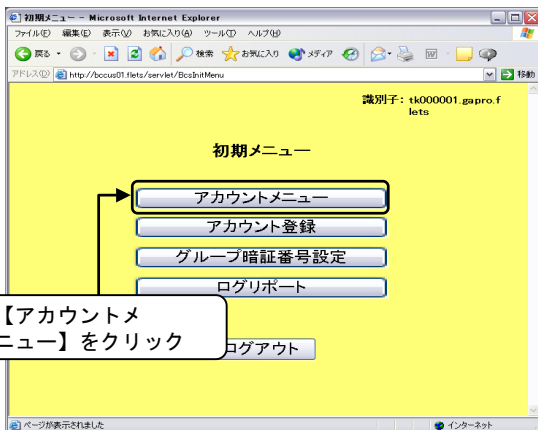 初期メニュー - Microsoft Internet Explorer
ファイル(F) 編集(E) 表示(V) お気に入り(A) ツール(T) ヘルプ(H)
戻る 検索 お気に入り メディア
アドレス(D) http://bccus01.flets/servlet/BcsInitMenu 移動
識別子: tk000001.gapro.f
lets
初期メニュー
アカウントメニュー
アカウント登録
グループ暗証番号設定
ログリポート
【アカウントメ
ニュー】をクリック
ログアウト
ページが表示されました インターネット